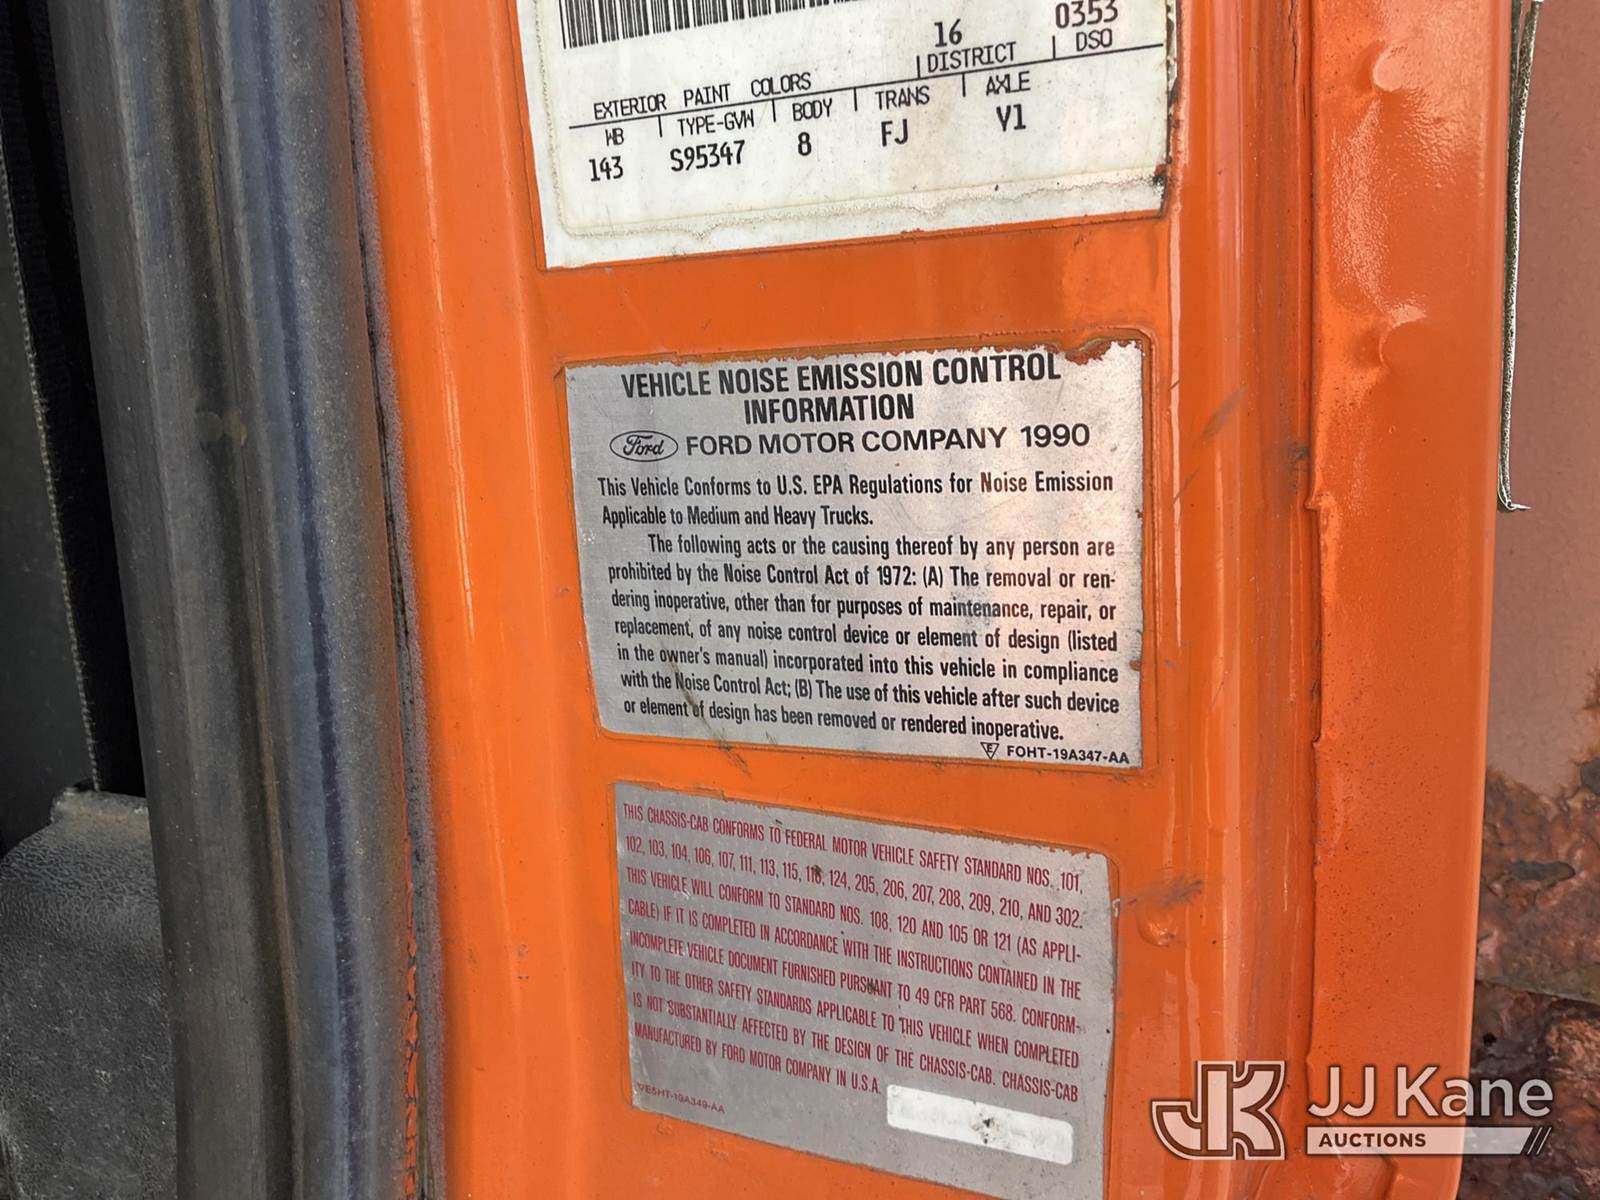 16 0353
DISTRICT DSO
EXTERIOR PAINT COLORS
WB TYPE-GVW BODY TRANS AXLE
143 S95347 8 FJ Y1
VEHICLE NOISE EMISSION CONTROL
INFORMATION
Ford FORD MOTOR COMPANY 1990
This Vehicle Conforms to U.S. EPA Regulations for Noise Emission
Applicable to Medium and Heavy Trucks.
The following acts or the causing thereof by any person are
prohibited by the Noise Control Act of 1972: (A) The removal or ren-
dering inoperative, other than for purposes of maintenance, repair, or
replacement, of any noise control device or element of design (listed
in the owner's manual) incorporated into this vehicle in compliance
with the Noise Control Act; (B) The use of this vehicle after such device
or element of design has been removed or rendered inoperative.
E FOHT-19A347-AA
THIS CHASSIS-CAB CONFORMS TO FEDERAL MOTOR VEHICLE SAFETY STANDARD NOS. 101,
102, 103, 104, 106, 107, 111, 113, 115, 116, 124, 205, 206, 207, 208, 209, 210, AND 302.
THIS VEHICLE WILL CONFORM TO STANDARD NOS. 108, 120 AND 105 OR 121 (AS APPLI-
CABLE) IF IT IS COMPLETED IN ACCORDANCE WITH THE INSTRUCTIONS CONTAINED IN THE
INCOMPLETE VEHICLE DOCUMENT FURNISHED PURSUANT TO 49 CFR PART 568. CONFORM-
ITY TO THE OTHER SAFETY STANDARDS APPLICABLE TO THIS VEHICLE WHEN COMPLETED
IS NOT SUBSTANTIALLY AFFECTED BY THE DESIGN OF THE CHASSIS-CAB. CHASSIS-CAB
MANUFACTURED BY FORD MOTOR COMPANY IN U.S.A.
E5HT-19A349-AA
JK JJ Kane
AUCTIONS